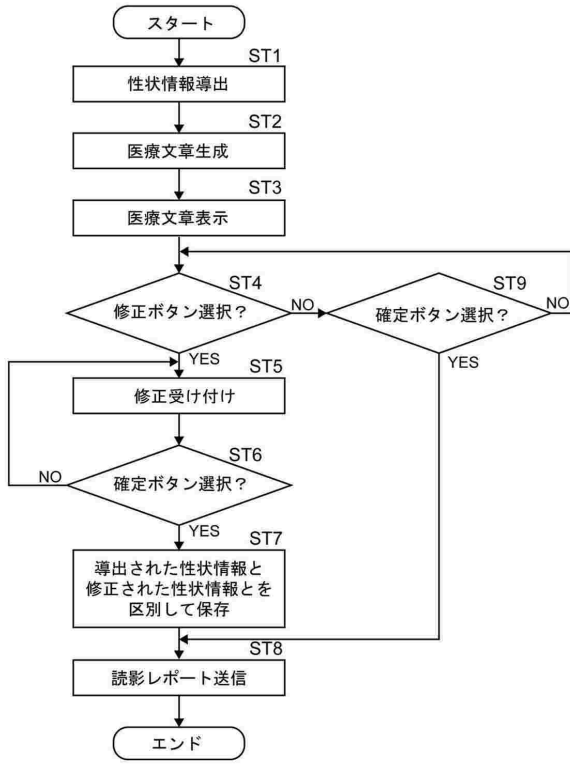 スタート
ST1
性状情報導出
ST2
医療文章生成
ST3
医療文章表示
ST4
修正ボタン選択?
NO
ST9
確定ボタン選択?
NO
YES
YES
ST5
修正受け付け
ST6
確定ボタン選択?
NO
YES
ST7
導出された性状情報と
修正された性状情報とを
区別して保存
ST8
読影レポート送信
エンド